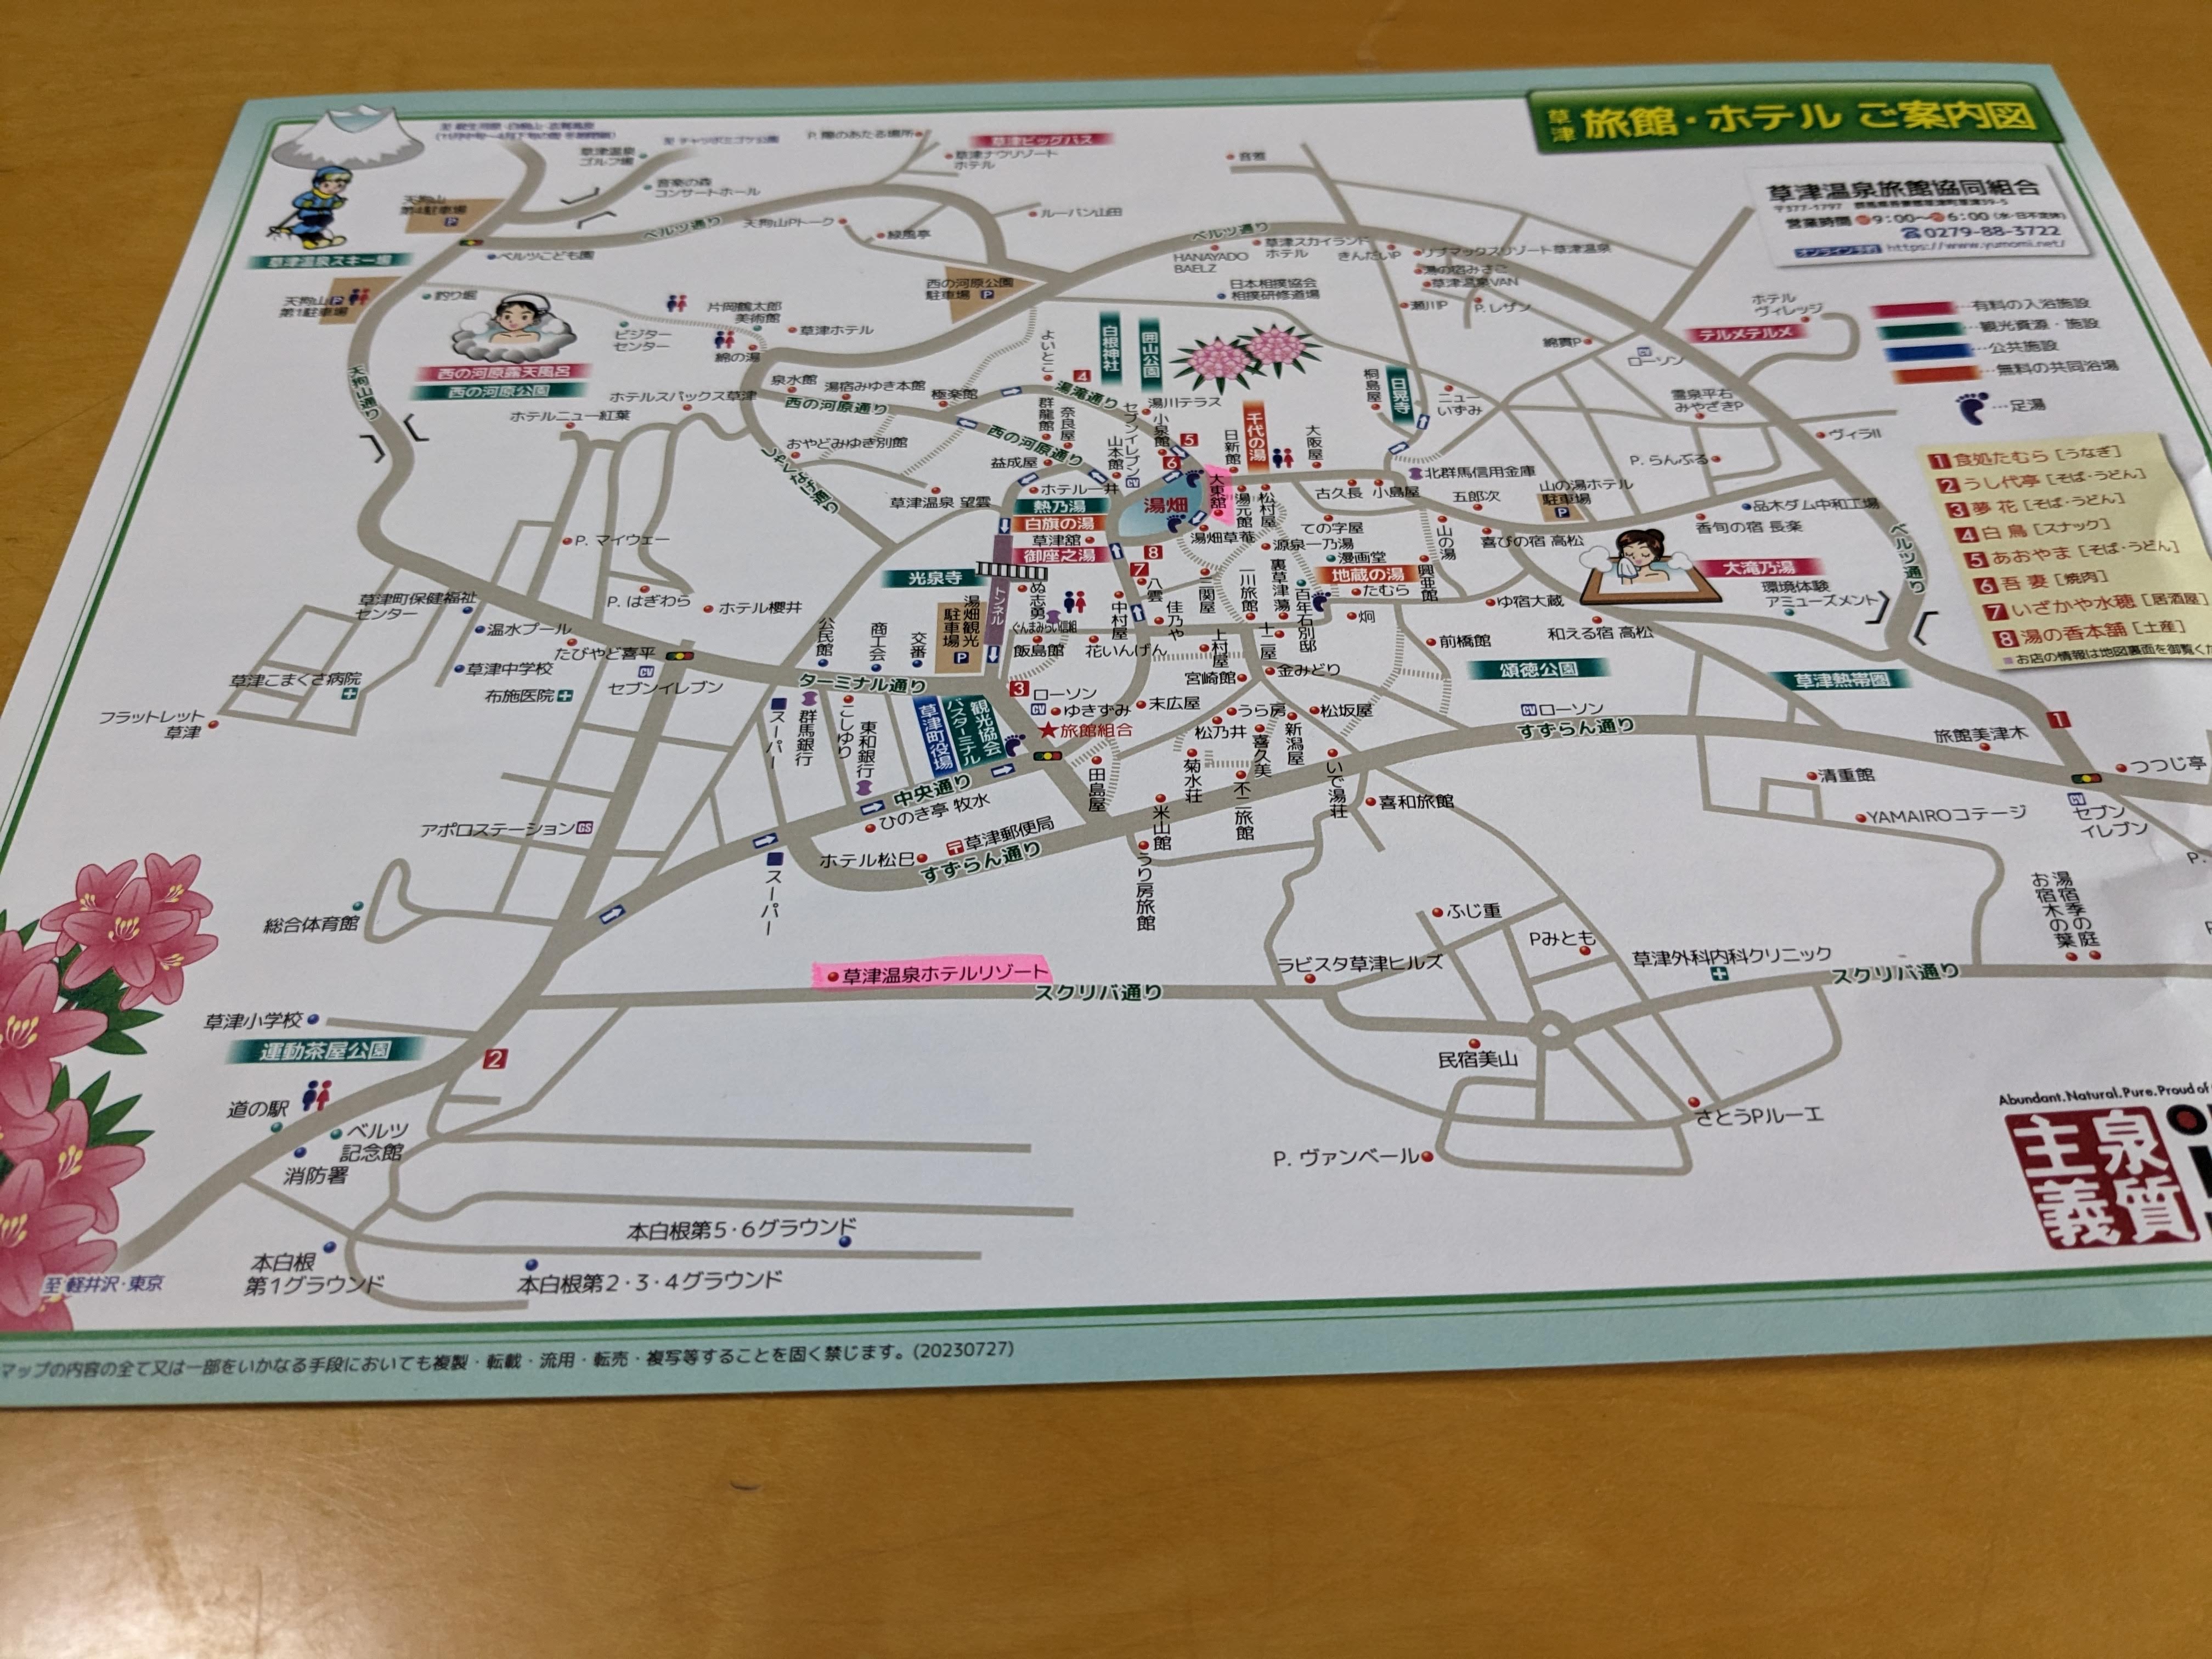 草津 旅館・ホテル ご案内図
草津温泉旅館協同組合
営業時間 9:00〜6:00
0279-88-3722
https://www.yumomi.net/
有料の入浴施設
観光資源・施設
公共施設
無料の共同浴場
足湯
1 食処たむら [うなぎ]
2 うし代亭 [そば・うどん]
3 夢花 [そば・うどん]
4 白鳥 [スナック]
5 あおやま [そば・うどん]
6 吾妻 [焼肉]
7 いざかや水穂 [居酒屋]
8 湯の香本舗 [土産]
草津温泉ゴルフ場
P. 陽のあたる場所
草津ビッグバス
草津ナウリゾートホテル
音雅
音楽の森コンサートホール
天狗山第4駐車場
P
ベルツ通り
天狗山Pトーク
緑風亭
ルーバン山田
ベルツ通り
HANAYADO BAELZ
草津スカイランドホテル
きんだいP
リブマックスリゾート草津温泉
湯の宿みさご
草津温泉VAN
瀬川P
P. レザン
草津温泉スキー場
ベルツこども園
天狗山第1駐車場
P
釣り堀
ビジターセンター
片岡鶴太郎美術館
綿の湯
草津ホテル
西の河原公園駐車場 P
日本相撲協会相撲研修道場
ホテルヴィレッジ
テルメテルメ
綿貫P
ローソン
西の河原露天風呂
西の河原公園
よいとこ
白根神社
囲山公園
桐島屋
日晃寺
ニューいずみ
霊泉平右
みやざきP
ヴィラII
天狗山通り
ホテルニュー紅葉
ホテルスパックス草津
泉水館
湯宿みゆき本館
極楽館
西の河原通り
4
湯滝通り
群龍館
奈良屋
セブンイレブン
湯川テラス
小泉館
5
6
日新館
千代の湯
大阪屋
おやどみゆき別館
しゃくなげ通り
西の河原通り
益成屋
山本館
草津温泉 望雲
ホテル一井
熱乃湯
白旗の湯
草津舘
御座之湯
湯畑
大東舘
湯元館
松村屋
湯畑草菴
北群馬信用金庫
古久長
小島屋
五郎次
山の湯ホテル
駐車場 P
P. らんぶる
品木ダム中和工場
香旬の宿 長楽
ての字屋
源泉一乃湯
漫画堂
地蔵の湯
たむら
山の湯
喜びの宿 高松
興亜館
大滝乃湯
環境体験アミューズメント
ベルツ通り
P. マイウェー
P. はぎわら
ホテル櫻井
光泉寺
トンネル
湯畑観光駐車場 P
ぬ志勇
ぐんまみらい信組
飯島館
中村屋
花いんげん
7
8
八雲
佳乃や
三関屋
一川旅館
裏草津蕩
百年石別邸
上村屋
十二屋
炯
前橋館
ゆ宿大蔵
和える宿 高松
頌徳公園
草津熱帯圏
宮崎館
金みどり
草津町保健福祉センター
温水プール
たびやど喜平
セブンイレブン
草津中学校
布施医院
草津こまくさ病院
フラットレット草津
公民館
商工会
交番
ターミナル通り
スーパー
群馬銀行
こしゆり
東和銀行
草津町役場
バスターミナル
観光協会
3
ローソン
ゆきずみ
旅館組合
末広屋
うら房
松乃井
松坂屋
新潟屋
喜久美
菊水荘
不二旅館
いで湯荘
田島屋
米山館
喜和旅館
うり房旅館
ローソン
すずらん通り
旅館美津木
1
つつじ亭
セブンイレブン
清重館
YAMAIROコテージ
中央通り
ひのき亭 牧水
草津郵便局
ホテル松巳
すずらん通り
スーパー
アポロステーション
総合体育館
草津温泉ホテルリゾート
スクリバ通り
ラビスタ草津ヒルズ
ふじ重
Pみとも
草津外科内科クリニック
スクリバ通り
湯宿季の庭
お宿木の葉
草津小学校
運動茶屋公園
2
道の駅
ベルツ記念館
消防署
民宿美山
さとうPルーエ
P. ヴァンベール
本白根第5・6グラウンド
本白根第1グラウンド
本白根第2・3・4グラウンド
至 軽井沢・東京
Abundant.Natural.Pure.Proud of
泉質主義
マップの内容の全て又は一部をいかなる手段においても複製・転載・流用・転売・複写等することを固く禁じます。(20230727)